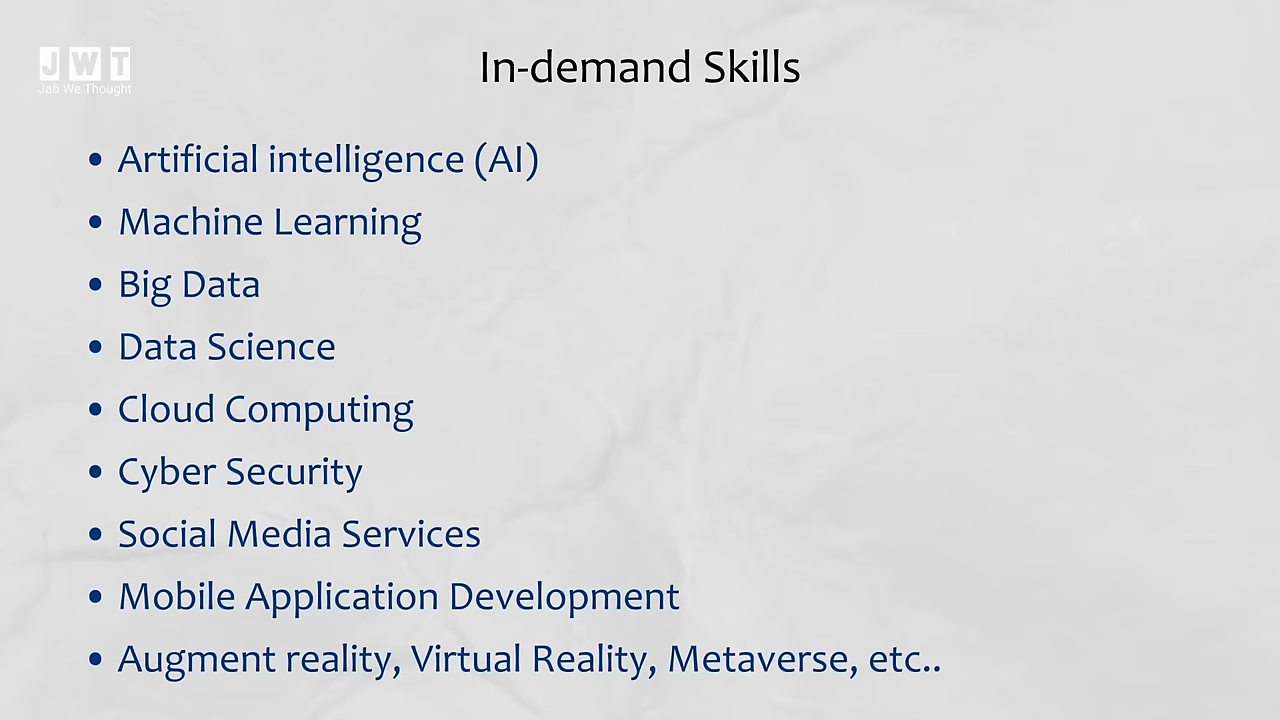 JWT
Jab We Thought
In-demand Skills
• Artificial intelligence (AI)
• Machine Learning
• Big Data
• Data Science
• Cloud Computing
• Cyber Security
• Social Media Services
• Mobile Application Development
• Augment reality, Virtual Reality, Metaverse, etc..